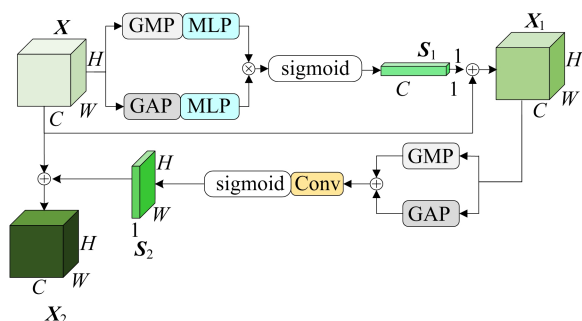 X
H
W
C
GMP MLP
GAP MLP
sigmoid
S1
1
1
C
X1
H
W
C
GMP
GAP
Conv
sigmoid
H
W
1
S2
H
W
C
X2